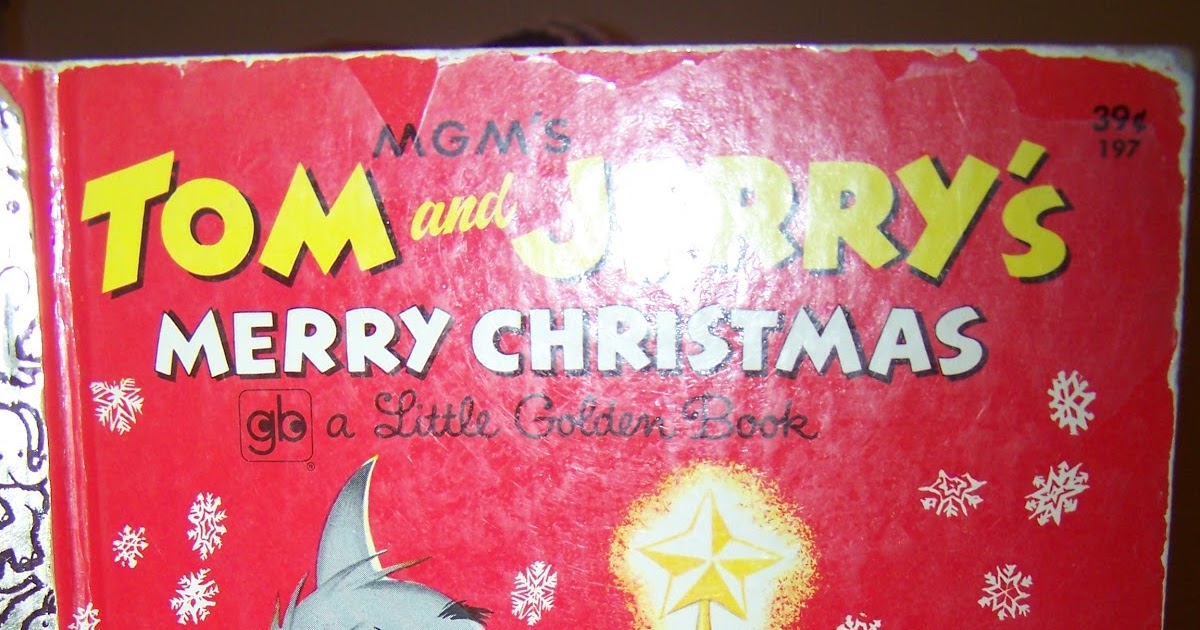 MGM'S
39¢
197
TOM and JERRY'S
MERRY CHRISTMAS
gb a Little Golden Book
®